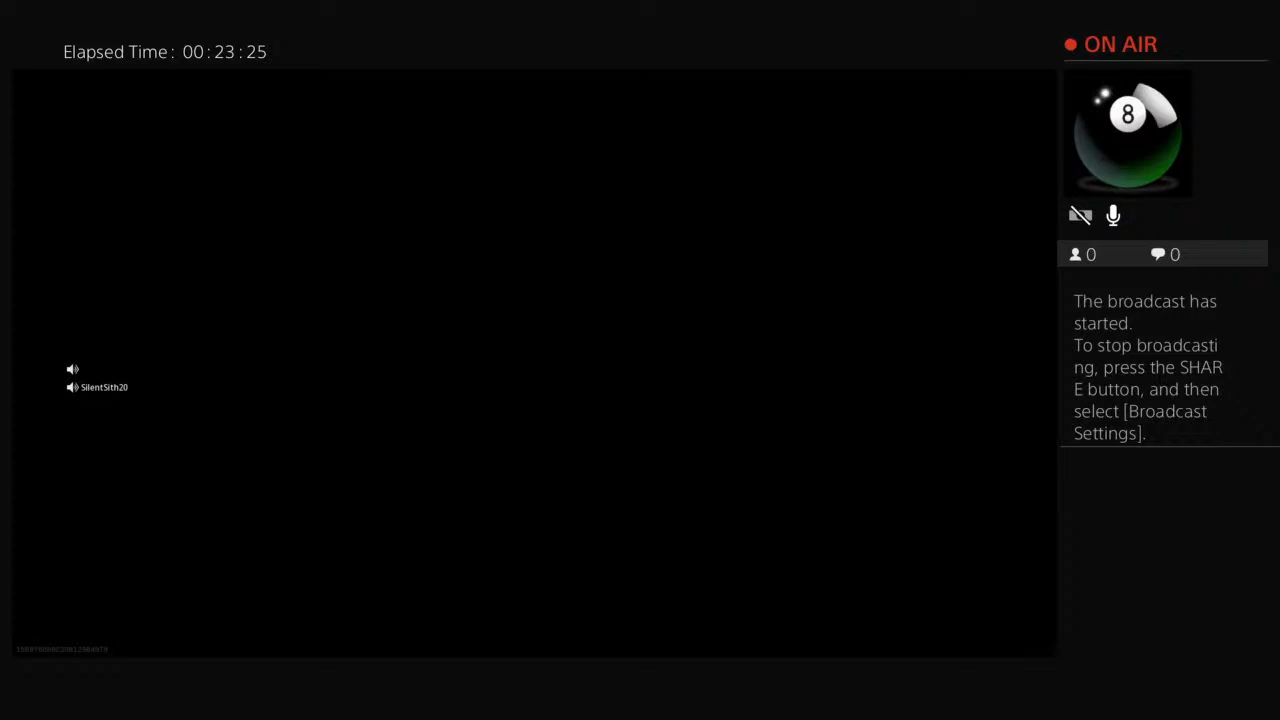 Elapsed Time: 00:23:25
ON AIR
8
0 0
The broadcast has
started.
To stop broadcasti
ng, press the SHAR
E button, and then
select [Broadcast
Settings].
SilentSith20